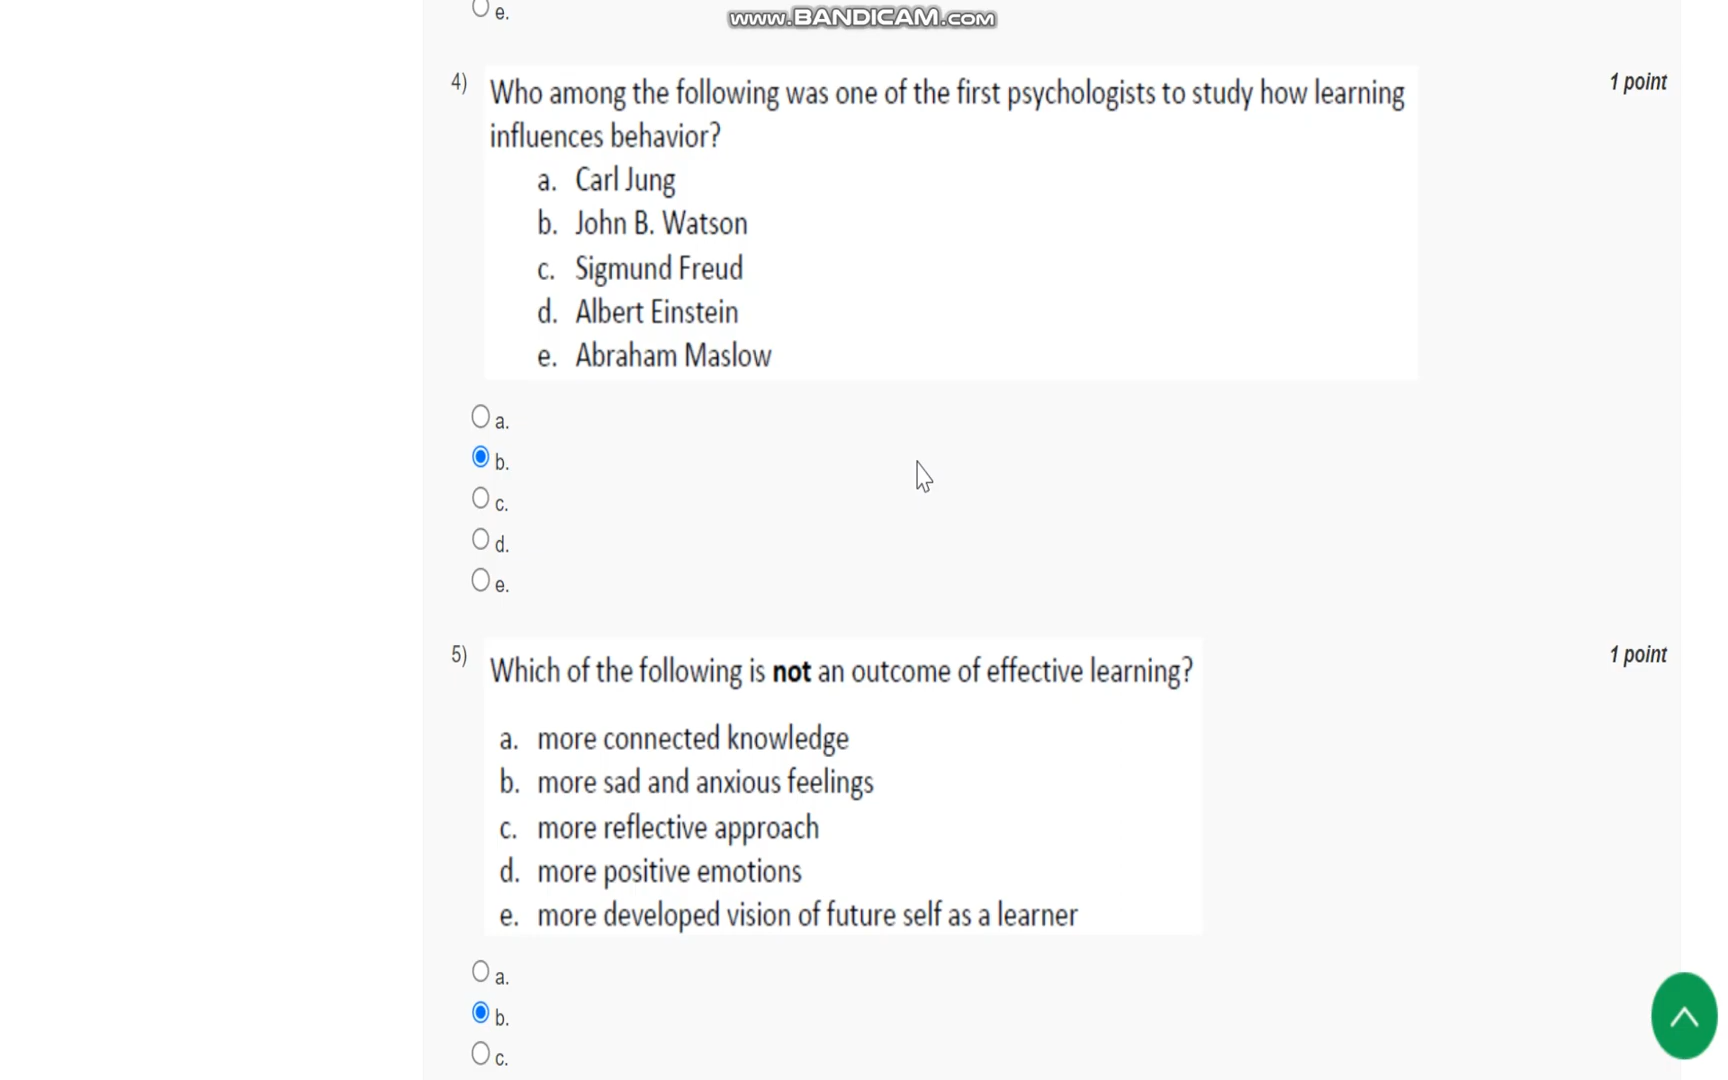 e.
www.BANDICAM.com
4)
Who among the following was one of the first psychologists to study how learning
influences behavior?
1 point
a. Carl Jung
b. John B. Watson
c. Sigmund Freud
d. Albert Einstein
e. Abraham Maslow
a.
b.
c.
d.
e.
5)
Which of the following is not an outcome of effective learning?
1 point
a. more connected knowledge
b. more sad and anxious feelings
c. more reflective approach
d. more positive emotions
e. more developed vision of future self as a learner
a.
b.
c.